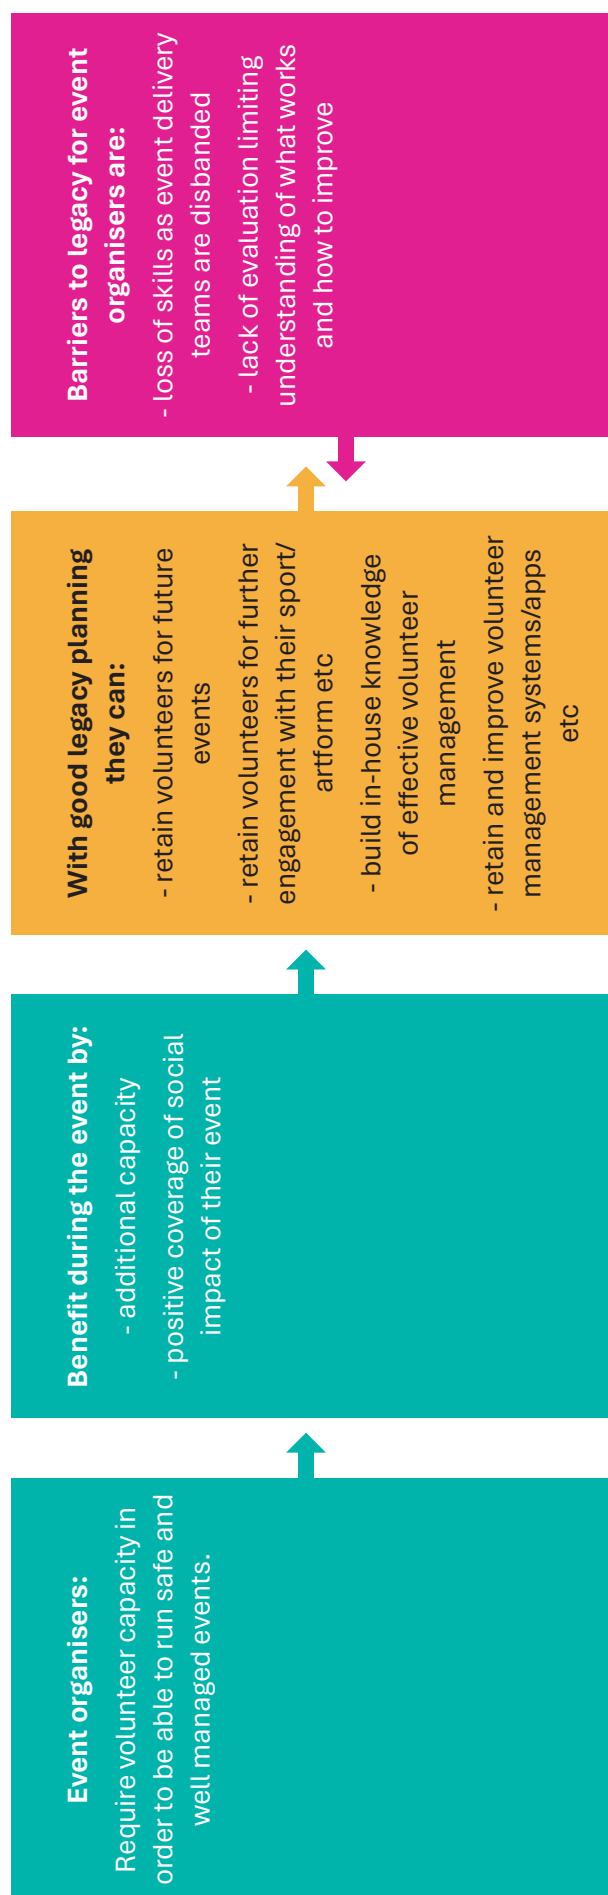 Event organisers:
Require volunteer capacity in
order to be able to run safe and
well managed events.
Benefit during the event by:
- additional capacity
- positive coverage of social
impact of their event
With good legacy planning
they can:
- retain volunteers for future
events
- retain volunteers for further
engagement with their sport/
artform etc
- build in-house knowledge
of effective volunteer
management
- retain and improve volunteer
management systems/apps
etc
Barriers to legacy for event
organisers are:
- loss of skills as event delivery
teams are disbanded
- lack of evaluation limiting
understanding of what works
and how to improve